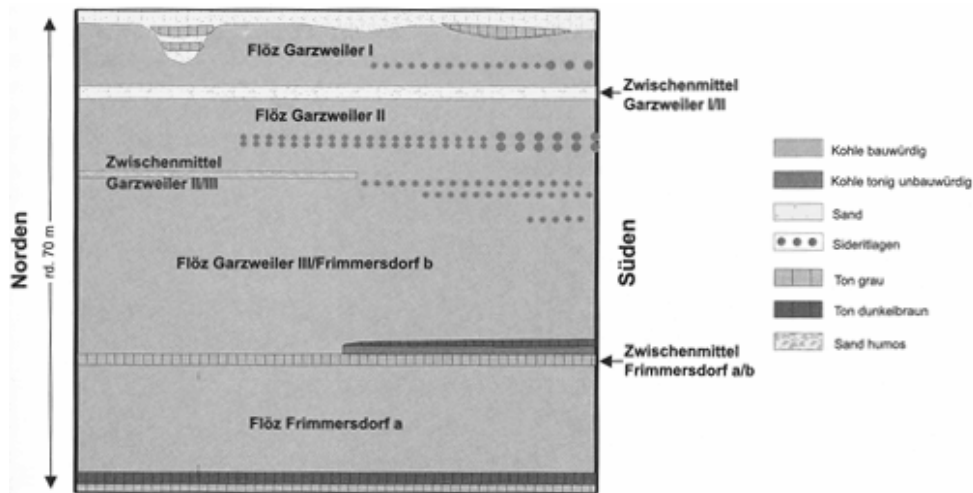 Flöz Garzweiler I
Zwischenmittel
Garzweiler I/II
Flöz Garzweiler II
Zwischenmittel
Garzweiler II/III
Norden
rd. 70 m
Flöz Garzweiler III/Frimmersdorf b
Süden
Zwischenmittel
Frimmersdorf a/b
Flöz Frimmersdorf a
Kohle bauwürdig
Kohle tonig unbauwürdig
Sand
Sideritlagen
Ton grau
Ton dunkelbraun
Sand humos